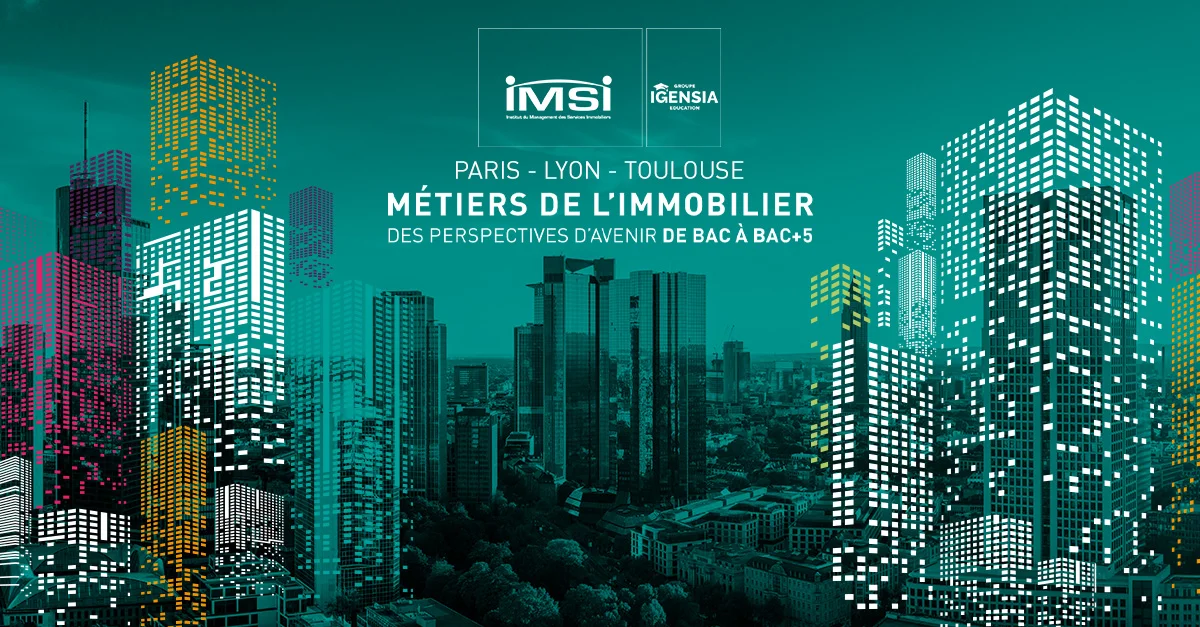 iMSi
Institut du Management des Services Immobiliers
GROUPE
IGENSIA
EDUCATION
PARIS - LYON - TOULOUSE
MÉTIERS DE L'IMMOBILIER
DES PERSPECTIVES D'AVENIR DE BAC À BAC+5